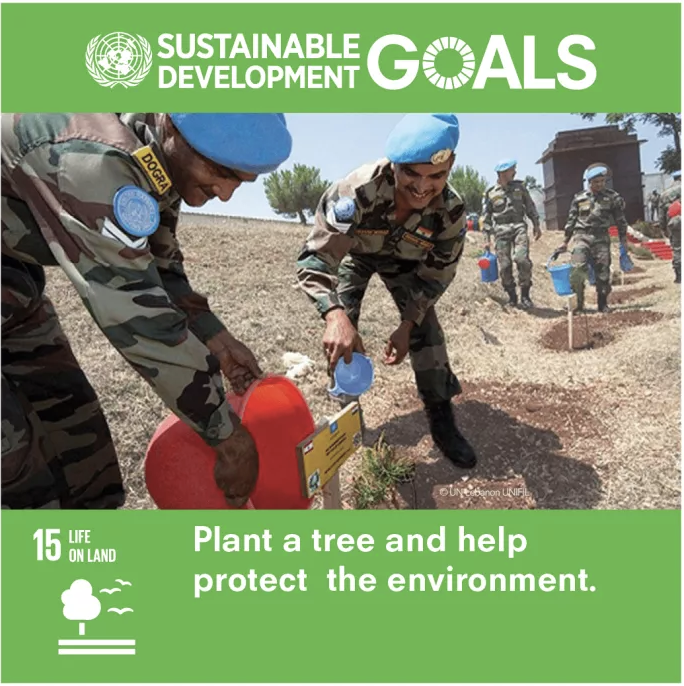 SUSTAINABLE
DEVELOPMENT
GOALS
DOGRA
© UN Lebanon UNIFIL
15 LIFE
ON LAND
Plant a tree and help
protect the environment.